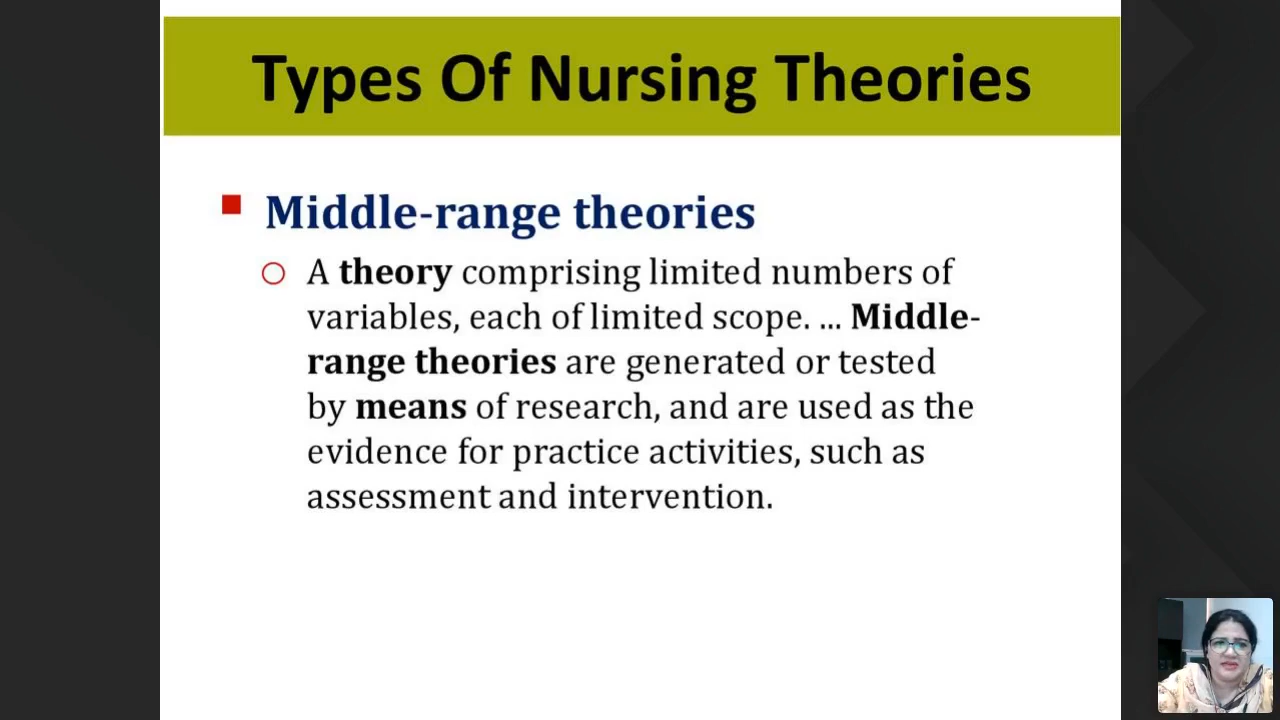 Types Of Nursing Theories
Middle-range theories
A theory comprising limited numbers of
variables, each of limited scope. ... Middle-
range theories are generated or tested
by means of research, and are used as the
evidence for practice activities, such as
assessment and intervention.